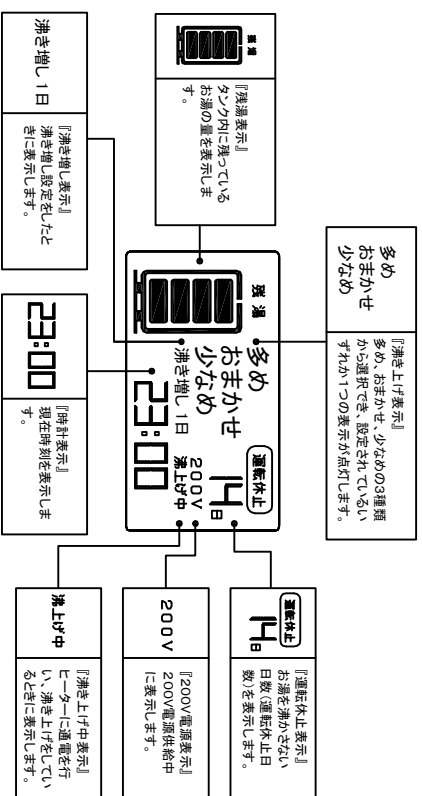 残湯
『残湯表示』
タンク内に残っている
お湯の量を表示しま
す。
沸き増し 1日
『沸き増し表示』
沸き増し設定をしたと
きに表示します。
多め
おまかせ
少なめ
『沸き上げ表示』
多め、おまかせ、少なめの3種類
から選択でき、設定されているい
ずれか1つの表示が点灯します。
23:00
『時計表示』
現在時刻を表示しま
す。
残湯
多め
おまかせ
少なめ
沸き増し 1日
23:00
運転休止
14日
200V
沸上げ中
運転休止
14日
『運転休止表示』
お湯を沸かさない
日数(運転休止日
数)を表示します。
200V
『200V電源表示』
200V電源供給中
に表示します。
沸上げ中
『沸き上げ中表示』
ヒーターに通電を行
い、沸き上げをしてい
るときに表示します。